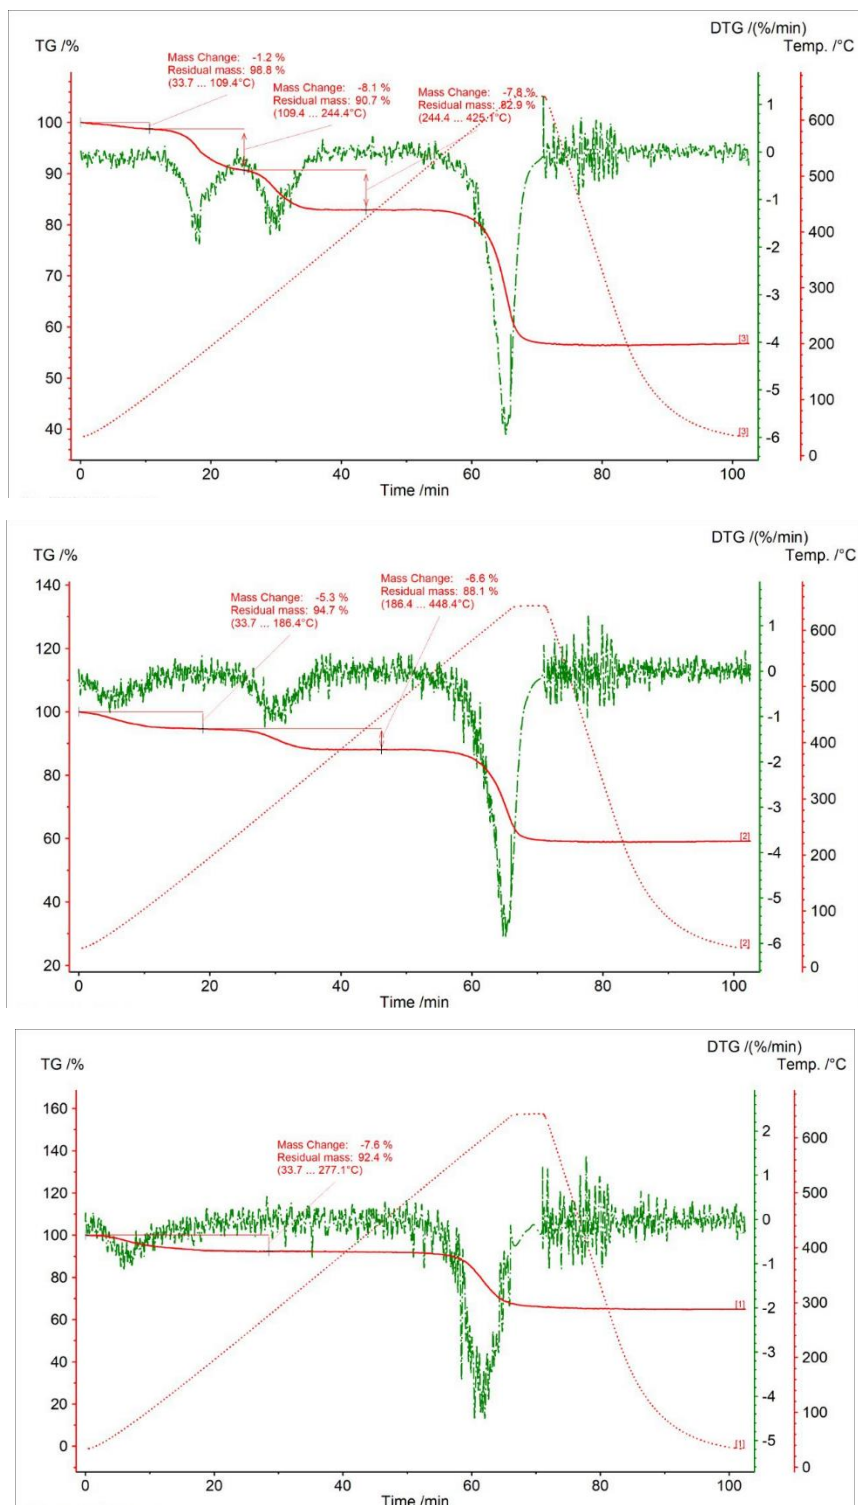 DTG /(%/min)
TG /%
Temp. /°C
Mass Change: -1.2 %
Residual mass: 98.8 %
(33.7 ... 109.4°C)
Mass Change: -8.1 %
Residual mass: 90.7 %
(109.4 ... 244.4°C)
Mass Change: -7.8 %
Residual mass: 82.9 %
(244.4 ... 425.1°C)
100
90
80
70
60
50
40
1
0
-1
-2
-3
-4
-5
-6
600
500
400
300
200
100
0
[3]
[3]
0 20 40 60 80 100
Time /min
DTG /(%/min)
TG /%
Temp. /°C
Mass Change: -5.3 %
Residual mass: 94.7 %
(33.7 ... 186.4°C)
Mass Change: -6.6 %
Residual mass: 88.1 %
(186.4 ... 448.4°C)
140
120
100
80
60
40
20
1
0
-1
-2
-3
-4
-5
-6
600
500
400
300
200
100
0
[2]
[2]
0 20 40 60 80 100
Time /min
DTG /(%/min)
TG /%
Temp. /°C
Mass Change: -7.6 %
Residual mass: 92.4 %
(33.7 ... 277.1°C)
160
140
120
100
80
60
40
20
0
2
1
0
-1
-2
-3
-4
-5
600
500
400
300
200
100
0
[1]
[1]
0 20 40 60 80 100
Time /min